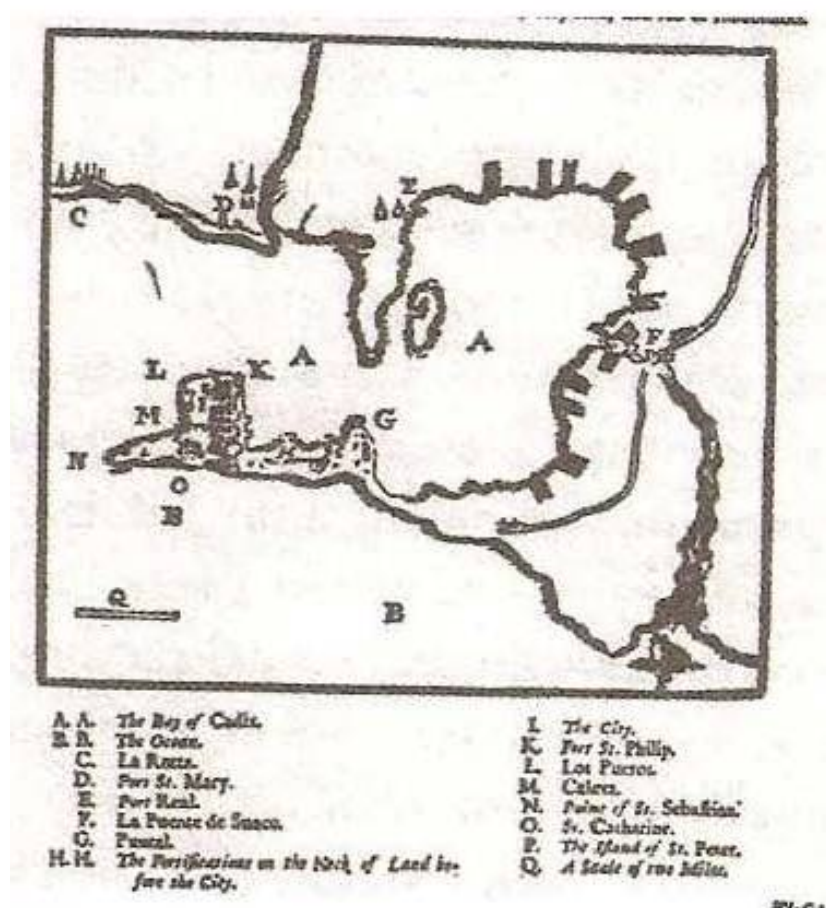 E
D
C
F
A
A
L
K
M
G
N
O
B
Q
B
A. A. The Bay of Cadiz.
B. B. The Ocean.
C. La Rotta.
D. Port St. Mary.
E. Port Real.
F. La Puente de Suaco.
G. Puntal.
H. H. The Fortifications on the Neck of Land be-
fore the City.
I. The City.
K. Fort St. Philip.
L. Los Puercos.
M. Caleta.
N. Point of St. Sebastian.
O. St. Catharine.
P. The Island of St. Peter.
Q. A Scale of two Miles.